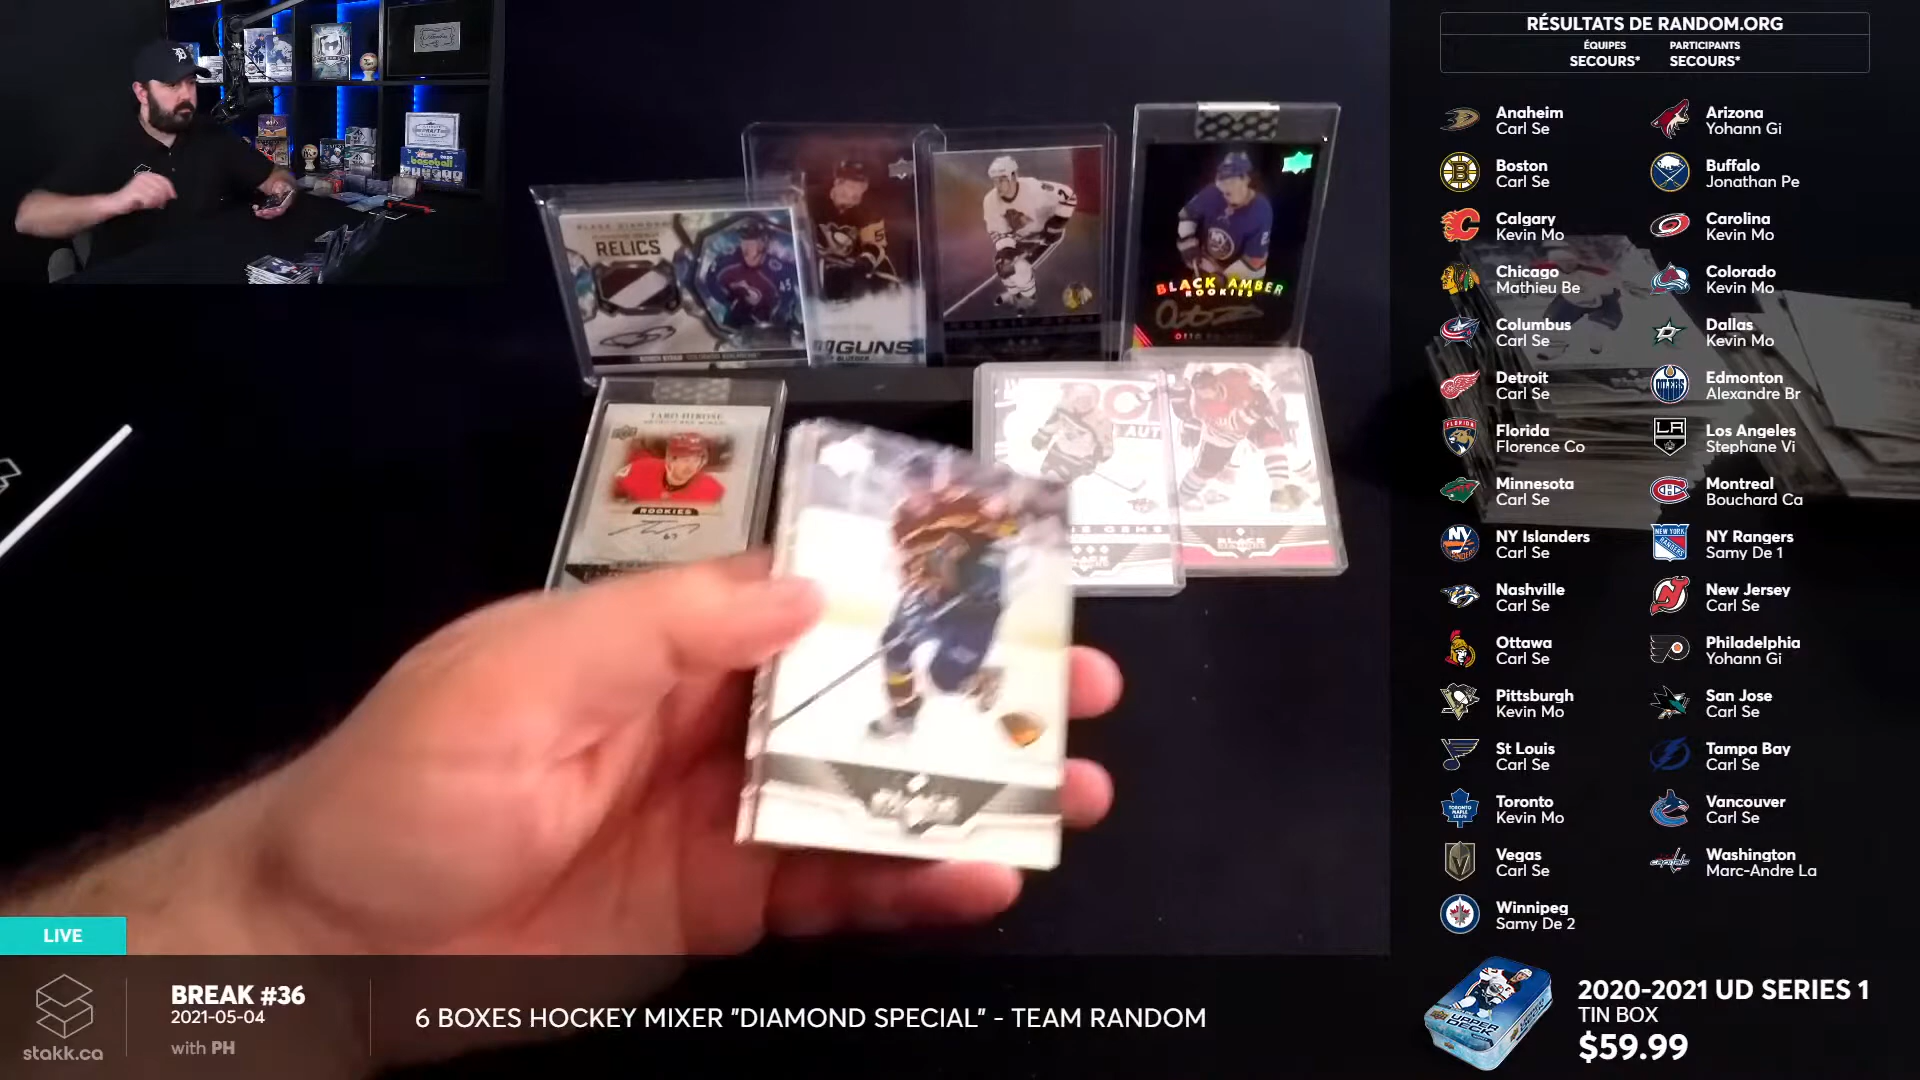 RÉSULTATS DE RANDOM.ORG
ÉQUIPES
SECOURS*
PARTICIPANTS
SECOURS*
Anaheim
Carl Se
Arizona
Yohann Gi
Boston
Carl Se
Buffalo
Jonathan Pe
Calgary
Kevin Mo
Carolina
Kevin Mo
Chicago
Mathieu Be
Colorado
Kevin Mo
Columbus
Carl Se
Dallas
Kevin Mo
Detroit
Carl Se
Edmonton
Alexandre Br
Florida
Florence Co
Los Angeles
Stephane Vi
Minnesota
Carl Se
Montreal
Bouchard Ca
NY Islanders
Carl Se
NY Rangers
Samy De 1
Nashville
Carl Se
New Jersey
Carl Se
Ottawa
Carl Se
Philadelphia
Yohann Gi
Pittsburgh
Kevin Mo
San Jose
Carl Se
St Louis
Carl Se
Tampa Bay
Carl Se
Toronto
Kevin Mo
Vancouver
Carl Se
Vegas
Carl Se
Washington
Marc-Andre La
Winnipeg
Samy De 2
RELICS
GUNS
BLACK AMBER
ROOKIES
TARO HIROSE
ROOKIES
BLACK
LIVE
stakk.ca
BREAK #36
2021-05-04
with PH
6 BOXES HOCKEY MIXER "DIAMOND SPECIAL" - TEAM RANDOM
UPPER DECK
2020-2021 UD SERIES 1
TIN BOX
$59.99